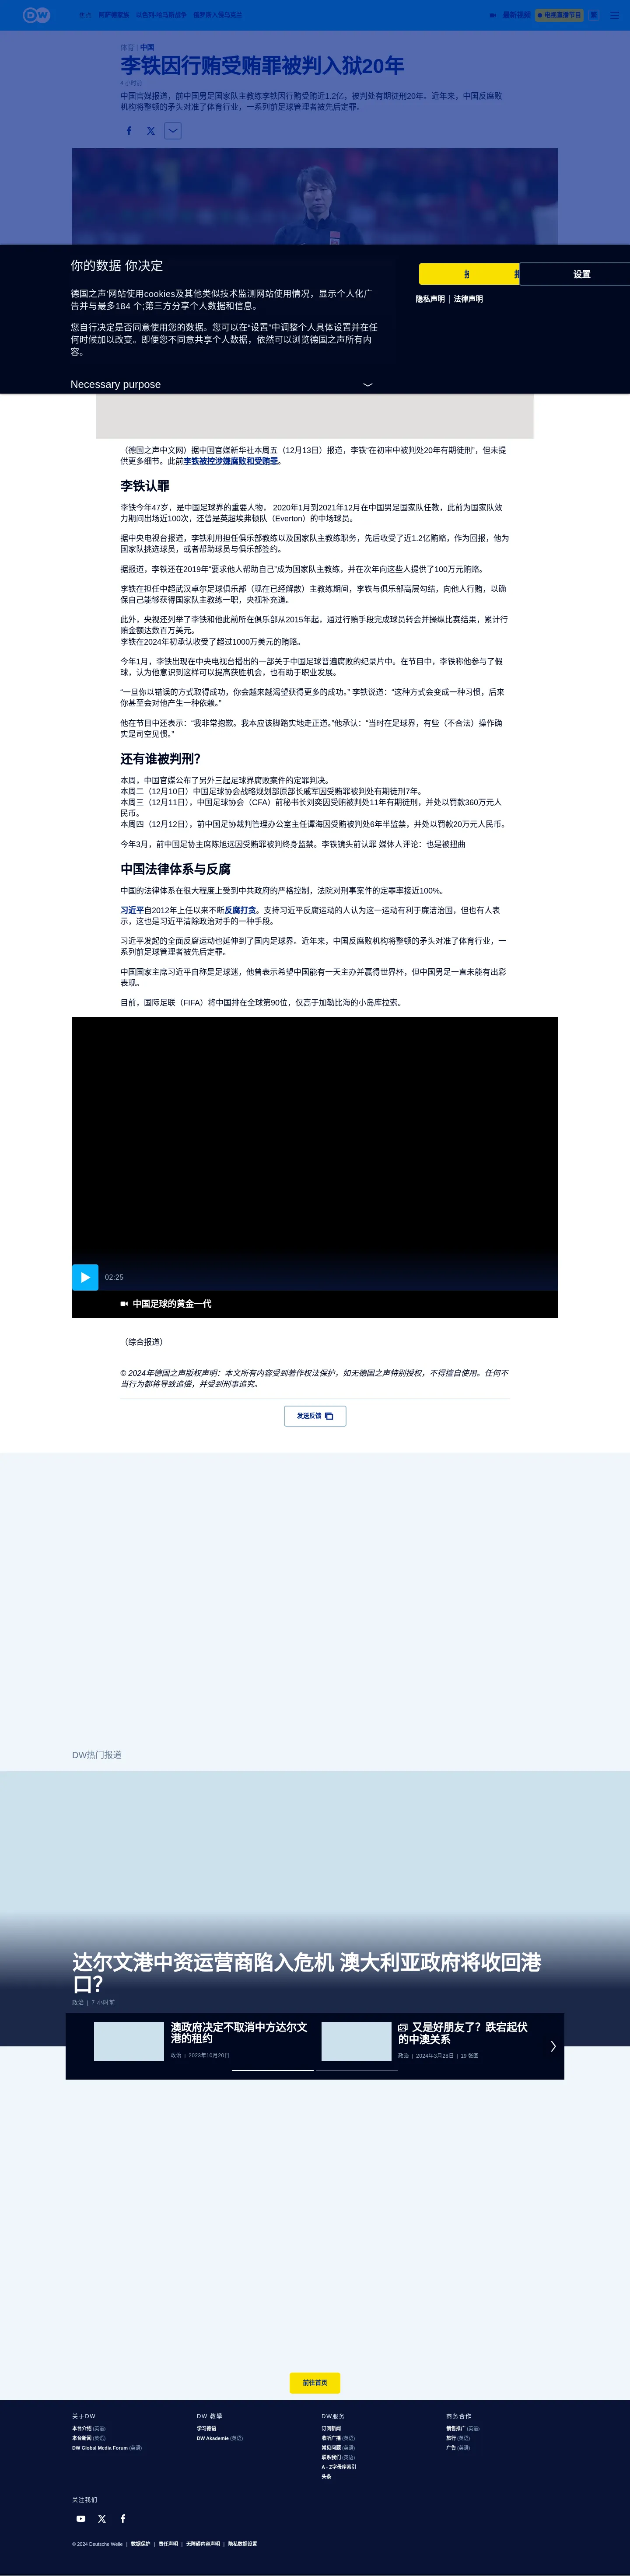 DW
热点 阿萨德家族 以色列-哈马斯战争 俄罗斯入侵乌克兰
最新视频 电视直播节目 繁
体育 | 中国
李铁因行贿受贿罪被判入狱20年
4 小时前
中国官媒报道，前中国男足国家队主教练李铁因行贿受贿近1.2亿，被判处有期徒刑20年。近年来，中国反腐败
机构将整顿的矛头对准了体育行业，一系列前足球管理者被先后定罪。
你的数据 你决定
德国之声’网站使用cookies及其他类似技术监测网站使用情况，显示个人化广
告并与最多184 个;第三方分享个人数据和信息。
您自行决定是否同意使用您的数据。您可以在“设置”中调整个人具体设置并在任
何时候加以改变。即便您不同意共享个人数据，依然可以浏览德国之声所有内
容。
设置
隐私声明 | 法律声明
Necessary purpose
（德国之声中文网）据中国官媒新华社本周五（12月13日）报道，李铁“在初审中被判处20年有期徒刑”，但未提
供更多细节。此前李铁被控涉嫌腐败和受贿罪。
李铁认罪
李铁今年47岁，是中国足球界的重要人物， 2020年1月到2021年12月在中国男足国家队任教，此前为国家队效
力期间出场近100次，还曾是英超埃弗顿队（Everton）的中场球员。
据中国央视台报道，李铁利用担任俱乐部教练以及国家队主教练职务，先后收受了近1.2亿贿赂，作为回报，他为
国家队挑选球员，或者帮助球员与俱乐部签约。
据报道，李铁还在2019年“要求他人帮助自己”成为国家队主教练，并在次年向这些人提供了100万元贿赂。
李铁在担任中超武汉卓尔足球俱乐部（现在已经解散）主教练期间，李铁与俱乐部高层勾结，向他人行贿，以确
保自己能够获得国家队主教练一职，央视补充道。
此外，央视还列举了李铁和他此前所在俱乐部从2015年起，通过行贿手段完成球员转会并操纵比赛结果，累计行
贿金额达数百万美元。
李铁在2024年初承认收受了超过1000万美元的贿赂。
今年1月，李铁出现在中央电视台播出的一部关于中国足球普遍腐败的纪录片中。在节目中，李铁称他参与了假
球，认为他意识到这样可以提高获胜机会，也有助于职业发展。
“一旦你以错误的方式取得成功，你会越来越渴望获得更多的成功。” 李铁说道：“这种方式会变成一种习惯，后来
你甚至会对他产生一种依赖。”
他在节目中还表示：“我非常抱歉。我本应该脚踏实地走正道。”他承认：“当时在足球界，有些（不合法）操作确
实是司空见惯。”
还有谁被判刑？
本周，中国官媒公布了另外三起足球界腐败案件的定罪判决。
本周二（12月10日）中国足球协会战略规划部原部长戚军因受贿罪被判处有期徒刑7年。
本周三（12月11日），中国足球协会（CFA）前秘书长刘奕因受贿被判处11年有期徒刑，并处以罚款360万元人
民币。
本周四（12月12日），前中国足协裁判管理办公室主任谭海因受贿被判处6年半监禁，并处以罚款20万元人民币。
今年3月，前中国足协主席陈旭远因受贿罪被判终身监禁。李铁镜头前认罪 媒体人评论：也是被扭曲
中国法律体系与反腐
中国的法律体系在很大程度上受到中共政府的严格控制，法院对刑事案件的定罪率接近100%。
习近平自2012年上任以来不断反腐打贪。支持习近平反腐运动的人认为这一运动有利于廉洁治国，但也有人表
示，这也是习近平清除政治对手的一种手段。
习近平发起的全面反腐运动也延伸到了国内足球界。近年来，中国反腐败机构将整顿的矛头对准了体育行业，一
系列前足球管理者被先后定罪。
中国国家主席习近平自称是足球迷，他曾表示希望中国能有一天主办并赢得世界杯，但中国男足一直未能有出彩
表现。
目前，国际足联（FIFA）将中国排在全球第90位，仅高于加勒比海的小岛库拉索。
02:25
中国足球的黄金一代
（综合报道）
© 2024年德国之声版权声明：本文所有内容受到著作权法保护，如无德国之声特别授权，不得擅自使用。任何不
当行为都将导致追偿，并受到刑事追究。
发送反馈
DW热门报道
达尔文港中资运营商陷入危机 澳大利亚政府将收回港
口？
政治 | 7 小时前
澳政府决定不取消中方达尔文
港的租约
政治 | 2023年10月20日
又是好朋友了？跌宕起伏
的中澳关系
政治 | 2024年3月28日 | 19 张图
前往首页
关于DW
本台介绍 (英语)
本台新闻 (英语)
DW Global Media Forum (英语)
DW 教学
学习德语
DW Akademie (英语)
DW服务
订阅新闻
收听广播 (英语)
常见问题 (英语)
联系我们 (英语)
A - Z字母序索引
头条
商务合作
销售推广 (英语)
旅行 (英语)
广告 (英语)
关注我们
© 2024 Deutsche Welle | 数据保护 | 责任声明 | 无障碍内容声明 | 隐私数据设置